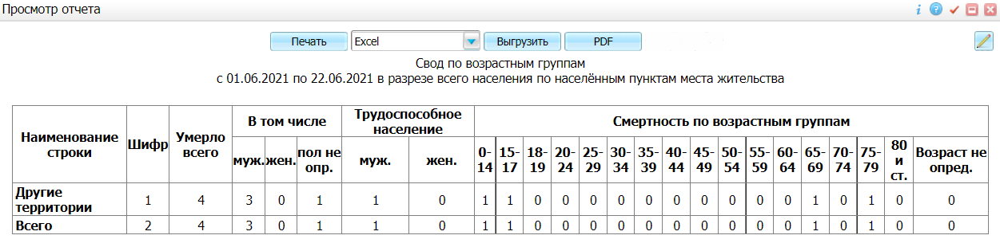 Просмотр отчета
Печать Excel Выгрузить PDF
Свод по возрастным группам
с 01.06.2021 по 22.06.2021 в разрезе всего населения по населённым пунктам места жительства
Наименование строки Шифр Умерло всего В том числе Трудоспособное население Смертность по возрастным группам
муж. жен. пол не опр. муж. жен. 0-14 15-17 18-19 20-24 25-29 30-34 35-39 40-44 45-49 50-54 55-59 60-64 65-69 70-74 75-79 80 и ст. Возраст не опред.
Другие территории 1 4 3 0 1 1 0 1 1 0 0 0 0 0 0 0 0 0 0 1 0 1 0 0
Всего 2 4 3 0 1 1 0 1 1 0 0 0 0 0 0 0 0 0 0 1 0 1 0 0